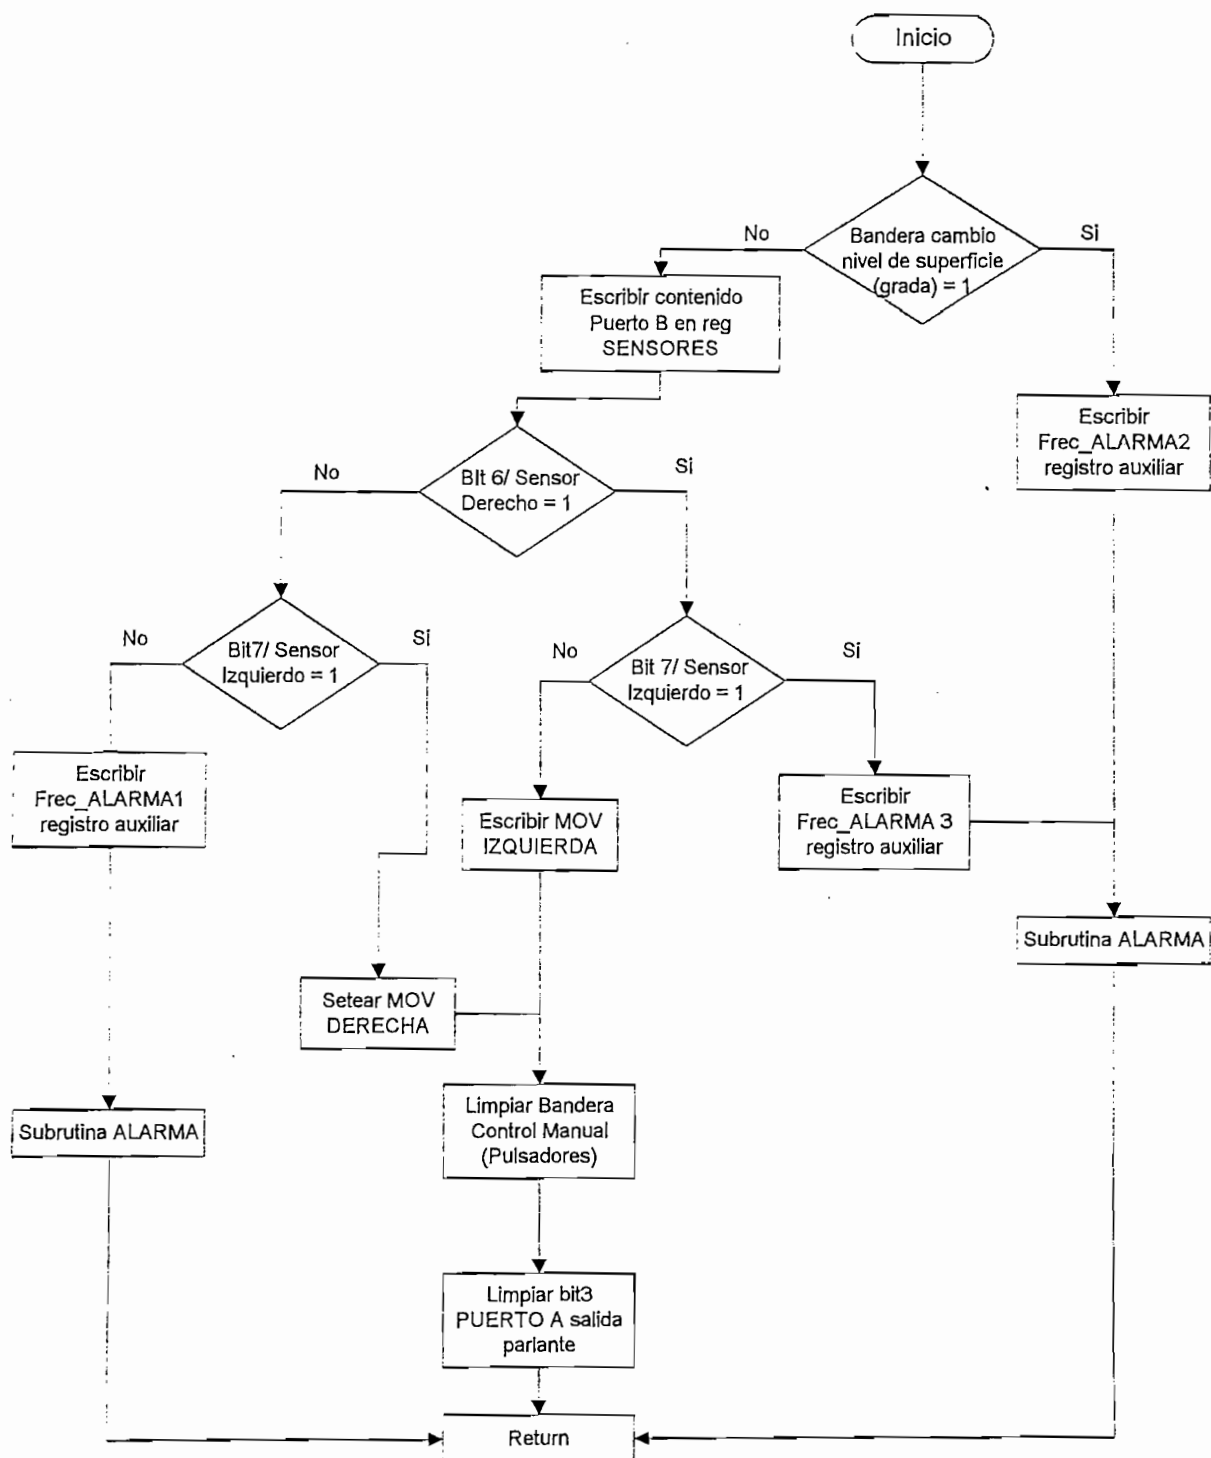 Inicio
No
Si
Bandera cambio
nivel de superficie
(grada) = 1
Escribir contenido
Puerto B en reg
SENSORES
Escribir
Frec_ALARMA2
registro auxiliar
No
Si
Bit 6/ Sensor
Derecho = 1
No
Si
Bit7/ Sensor
Izquierdo = 1
No
Si
Bit 7/ Sensor
Izquierdo = 1
Escribir
Frec_ALARMA1
registro auxiliar
Escribir MOV
IZQUIERDA
Escribir
Frec_ALARMA 3
registro auxiliar
Subrutina ALARMA
Setear MOV
DERECHA
Limpiar Bandera
Control Manual
(Pulsadores)
Subrutina ALARMA
Limpiar bit3
PUERTO A salida
parlante
Return